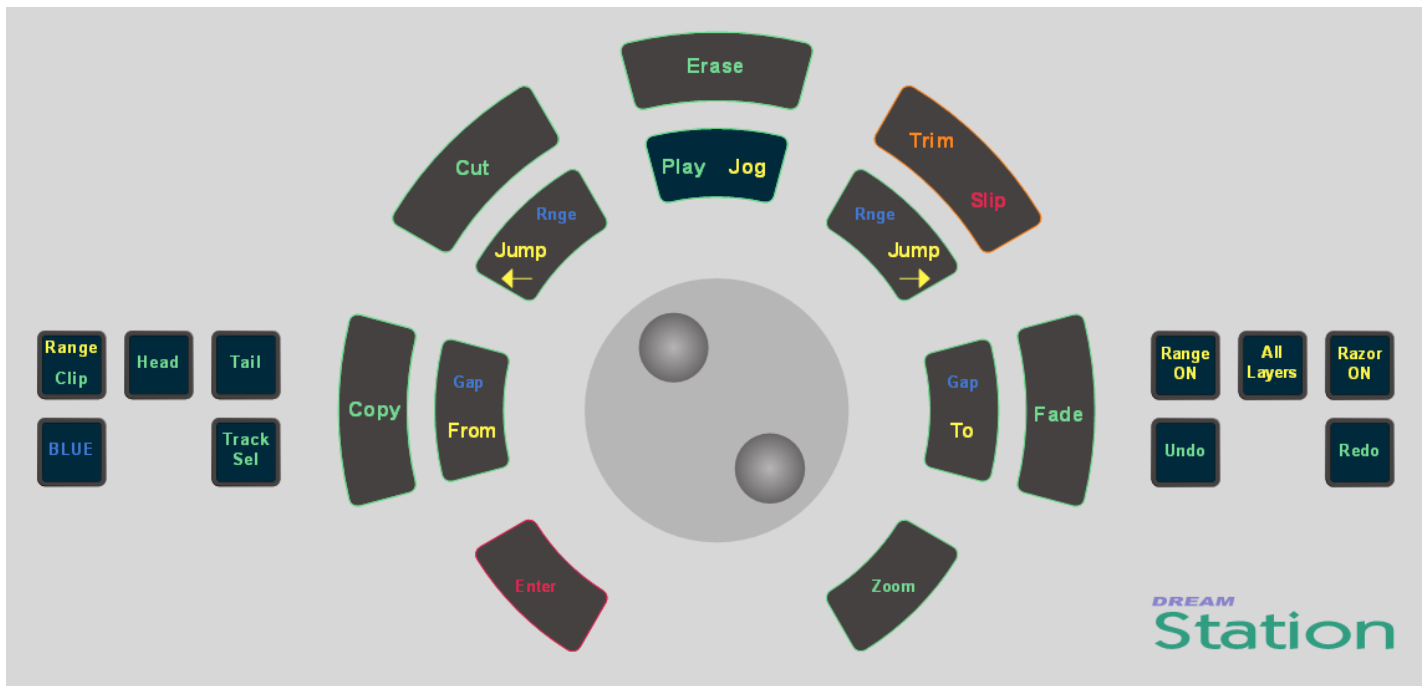 Erase
Play Jog
Cut
Rnge
Jump
Trim
Slip
Rnge
Jump
Range
Clip
Head
Tail
BLUE
Track
Sel
Copy
Gap
From
Gap
To
Fade
Range
ON
All
Layers
Razor
ON
Undo
Redo
Enter
Zoom
DREAM
Station